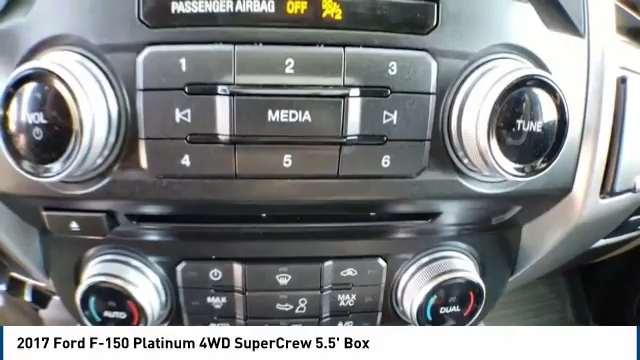 PASSENGER AIRBAG OFF
VOL
1 2 3
MEDIA
4 5 6
TUNE
AUTO
MAX
MAX
A/C
DUAL
2017 Ford F-150 Platinum 4WD SuperCrew 5.5' Box